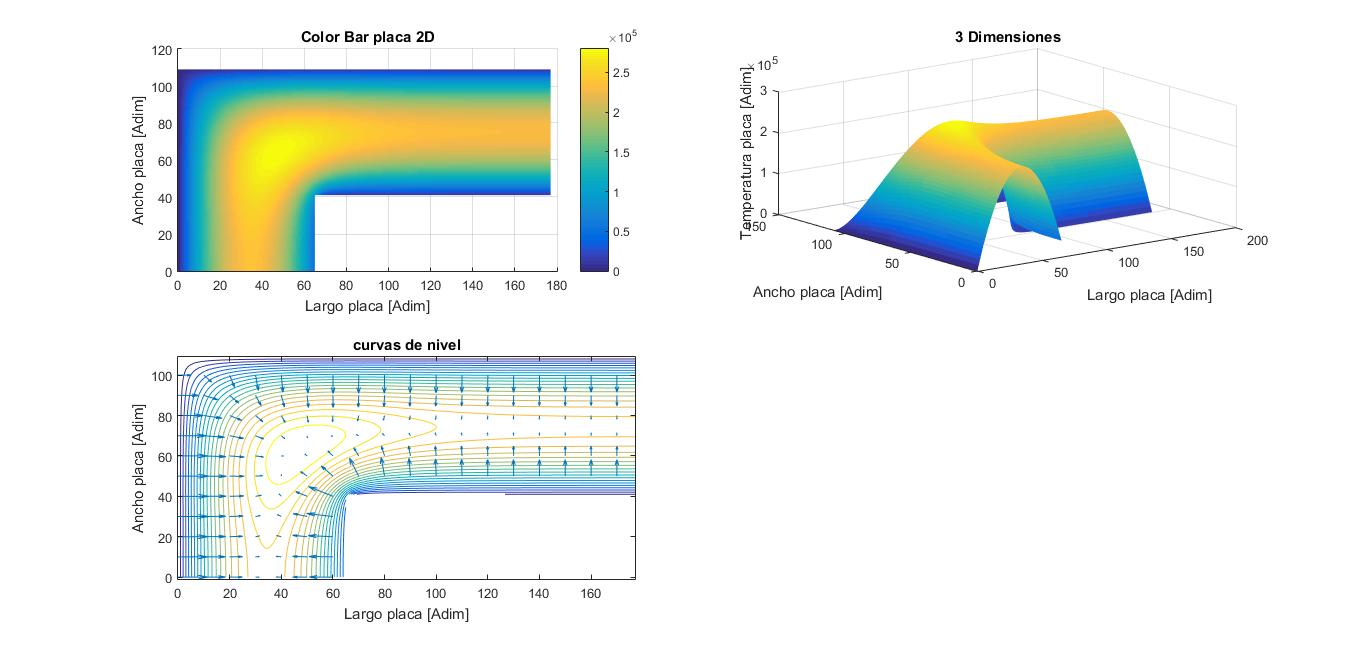 Color Bar placa 2D
×10^5
120
100
80
60
40
20
0
Ancho placa [Adim]
0 20 40 60 80 100 120 140 160 180
Largo placa [Adim]
2.5
2
1.5
1
0.5
0
3 Dimensiones
× 10^5
3
2
1
0
Temperatura placa [Adim]
150
100
50
0
Ancho placa [Adim]
0
50
100
150
200
Largo placa [Adim]
curvas de nivel
100
80
60
40
20
0
Ancho placa [Adim]
0 20 40 60 80 100 120 140 160
Largo placa [Adim]